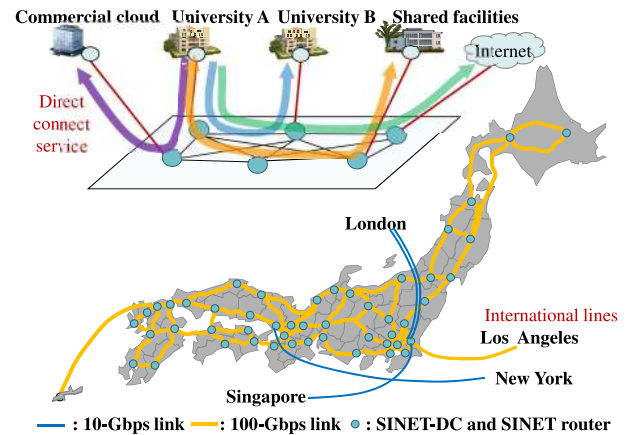 Commercial cloud University A University B Shared facilities
Internet
Direct
connect
service
London
International lines
Los Angeles
New York
Singapore
: 10-Gbps link : 100-Gbps link : SINET-DC and SINET router